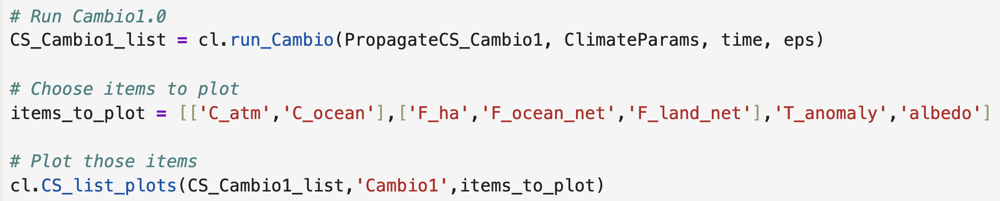 # Run Cambio1.0
CS_Cambio1_list = cl.run_Cambio(PropagateCS_Cambio1, ClimateParams, time, eps)
# Choose items to plot
items_to_plot = [['C_atm','C_ocean'],['F_ha','F_ocean_net','F_land_net'],'T_anomaly','albedo']
# Plot those items
cl.CS_list_plots(CS_Cambio1_list,'Cambio1',items_to_plot)